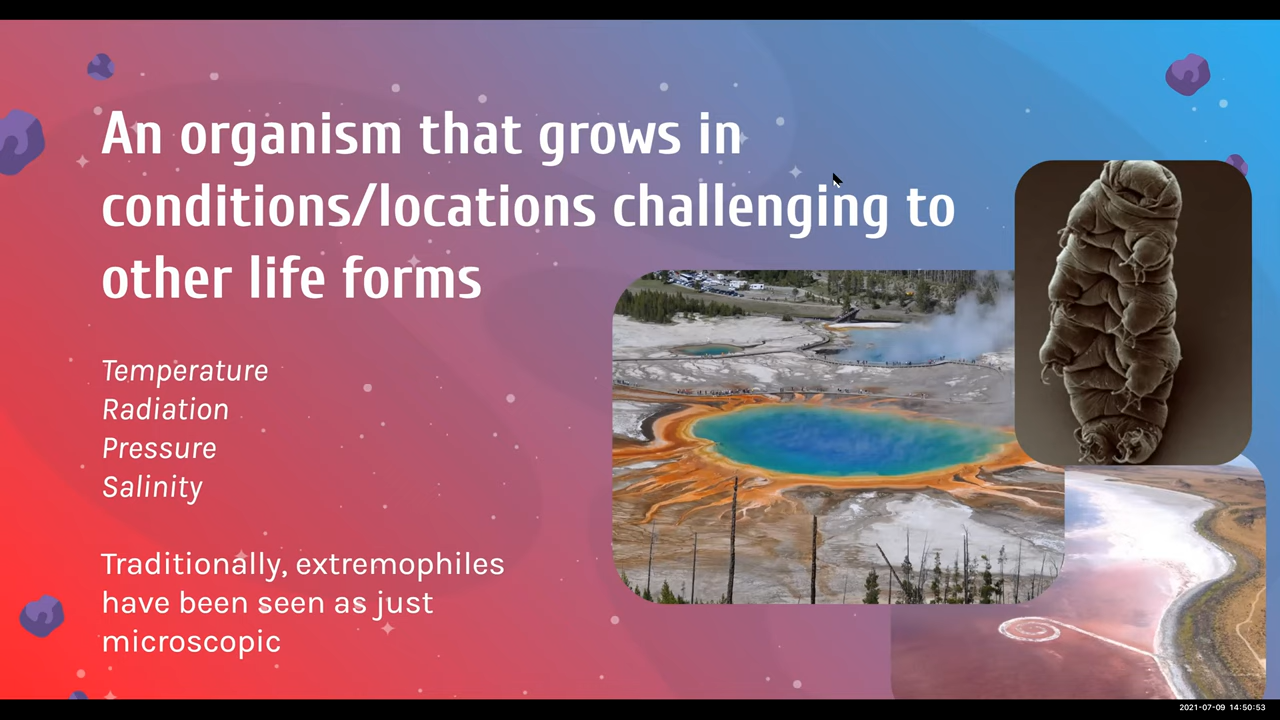 An organism that grows in
conditions/locations challenging to
other life forms
Temperature
Radiation
Pressure
Salinity
Traditionally, extremophiles
have been seen as just
microscopic
2021-07-09 14:50:53